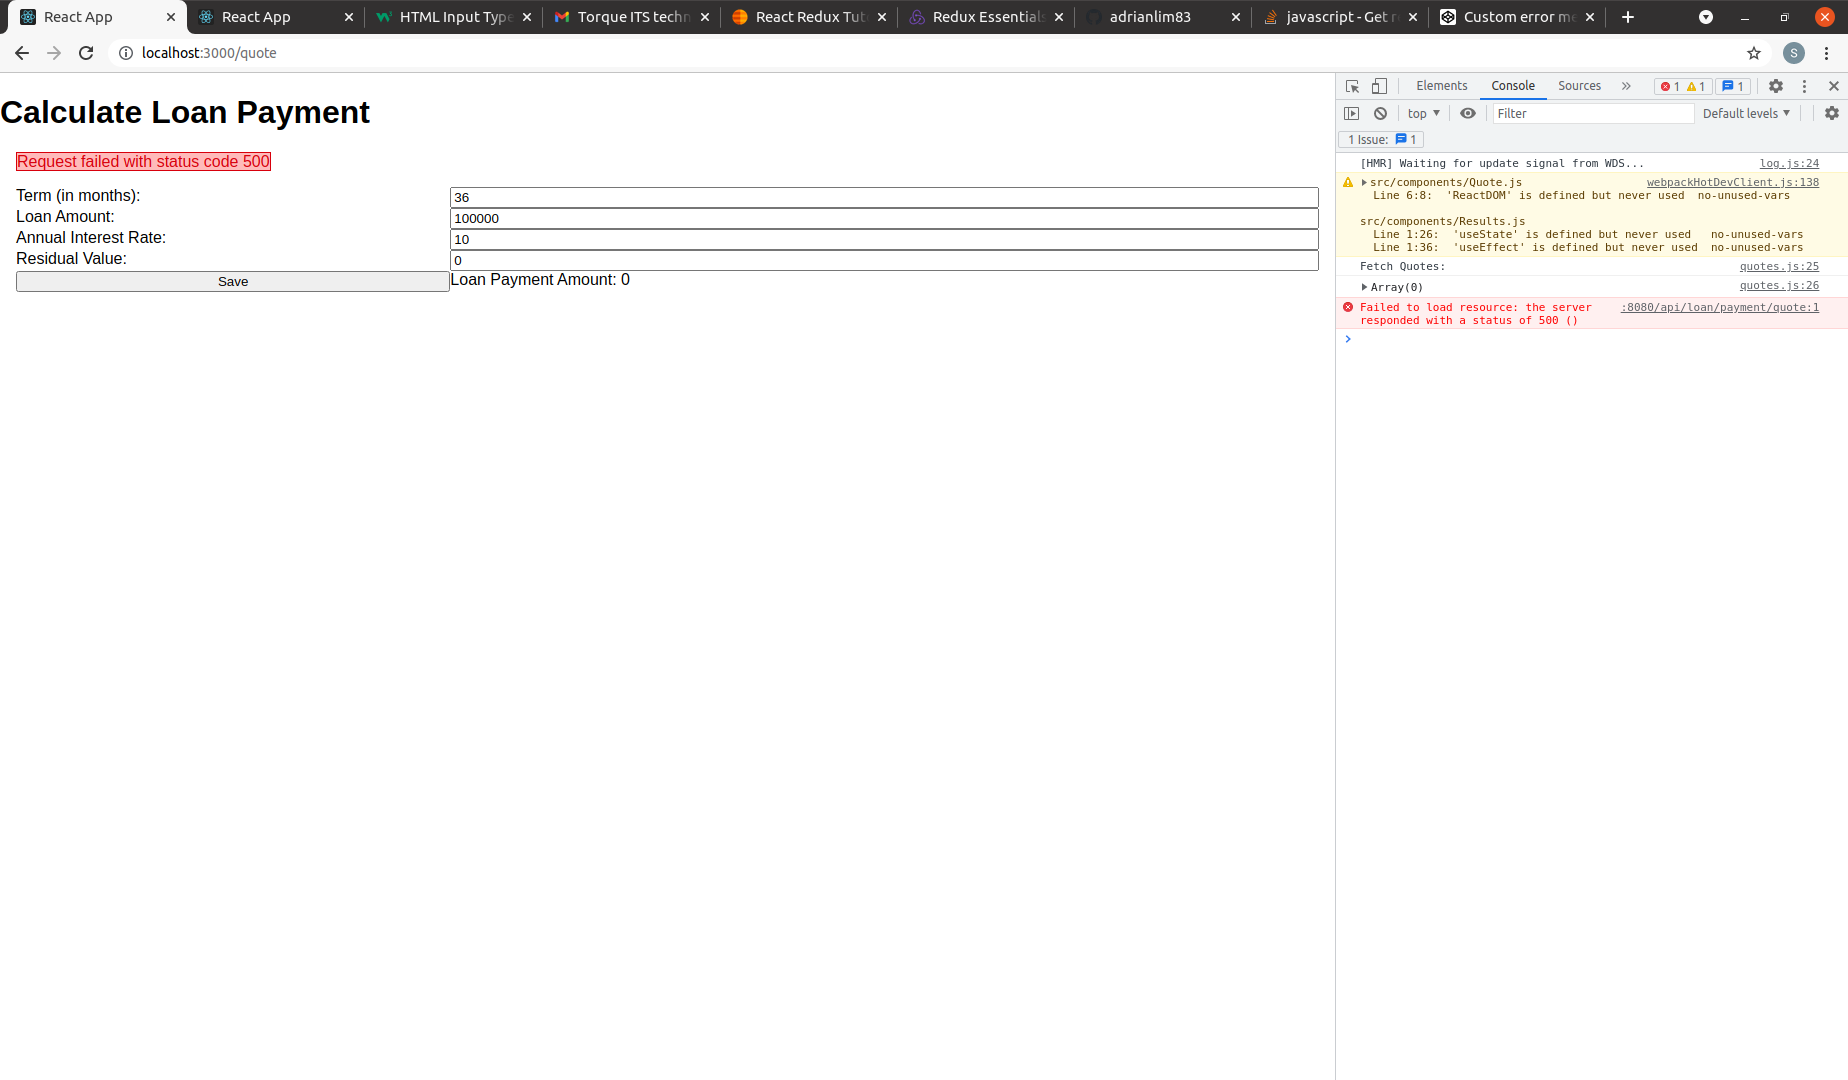 React App
React App
HTML Input Type
Torque ITS techn
React Redux Tut
Redux Essentials
adrianlim83
javascript - Get r
Custom error me
localhost:3000/quote
S
Calculate Loan Payment
Request failed with status code 500
Term (in months):
36
Loan Amount:
100000
Annual Interest Rate:
10
Residual Value:
0
Save
Loan Payment Amount: 0
Elements
Console
Sources
1
1
1
top
Filter
Default levels
1 Issue:
1
[HMR] Waiting for update signal from WDS...
log.js:24
src/components/Quote.js
webpackHotDevClient.js:138
Line 6:8:  'ReactDOM' is defined but never used  no-unused-vars
src/components/Results.js
Line 1:26:  'useState' is defined but never used   no-unused-vars
Line 1:36:  'useEffect' is defined but never used  no-unused-vars
Fetch Quotes:
quotes.js:25
Array(0)
quotes.js:26
Failed to load resource: the server
:8080/api/loan/payment/quote:1
responded with a status of 500 ()